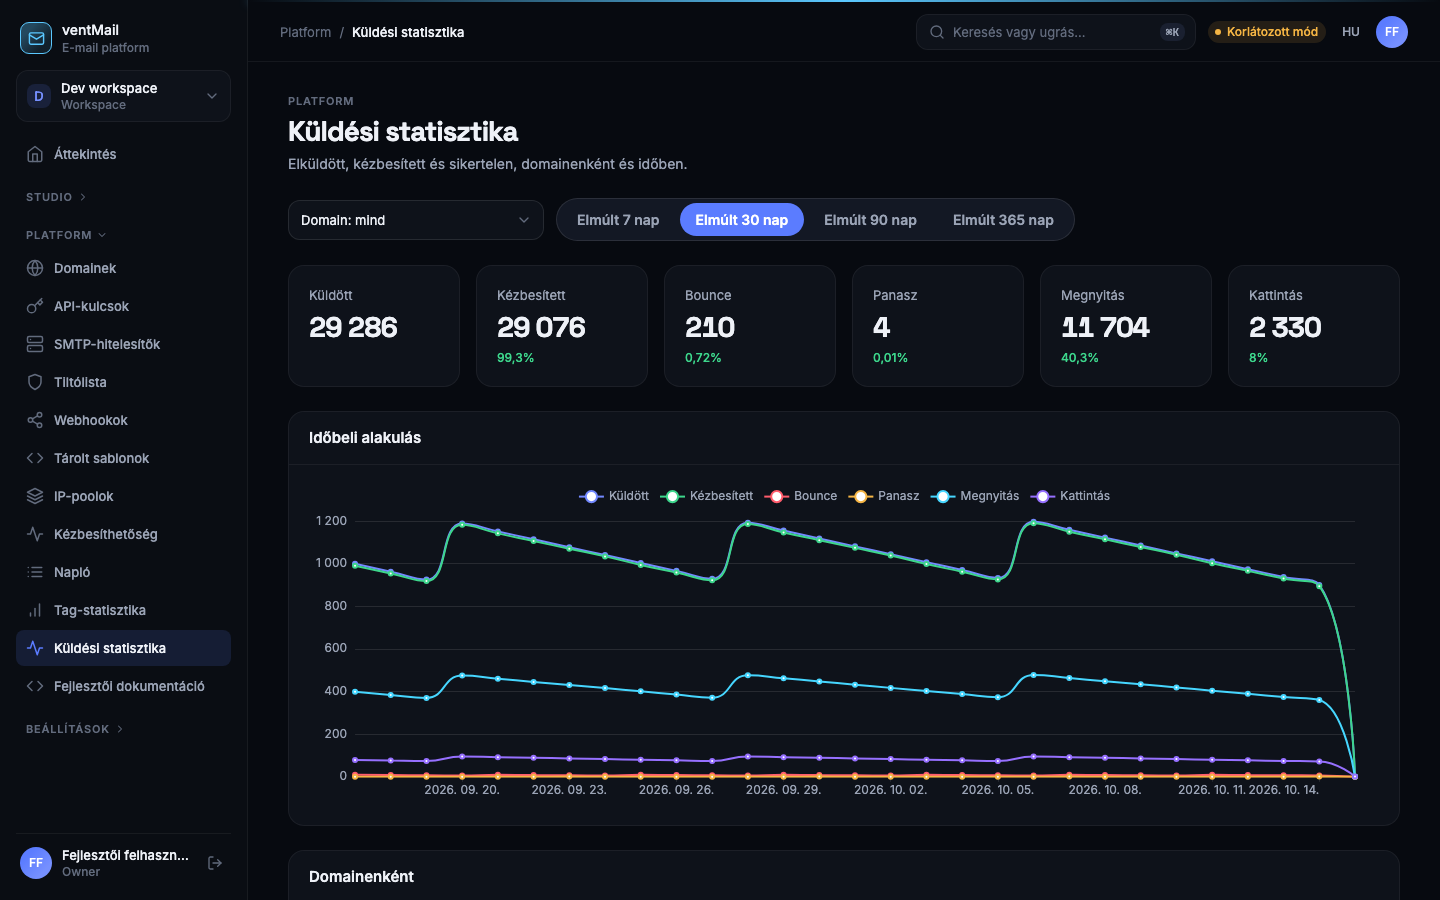 ventMail
E-mail platform
Dev workspace
Workspace
D
Áttekintés
STUDIO
PLATFORM
Domainek
API-kulcsok
SMTP-hitelesítők
Tiltólista
Webhookok
Tárolt sablonok
IP-poolok
Kézbesíthetőség
Napló
Tag-statisztika
Küldési statisztika
Fejlesztői dokumentáció
BEÁLLÍTÁSOK
FF
Fejlesztői felhaszn...
Owner
Platform / Küldési statisztika
Keresés vagy ugrás... ⌘K
Korlátozott mód
HU
FF
PLATFORM
Küldési statisztika
Elküldött, kézbesített és sikertelen, domainenként és időben.
Domain: mind
Elmúlt 7 nap Elmúlt 30 nap Elmúlt 90 nap Elmúlt 365 nap
Küldött
29 286
Kézbesített
29 076
99,3%
Bounce
210
0,72%
Panasz
4
0,01%
Megnyitás
11 704
40,3%
Kattintás
2 330
8%
Időbeli alakulás
Küldött Kézbesített Bounce Panasz Megnyitás Kattintás
1 200
1 000
800
600
400
200
0
2026. 09. 20. 2026. 09. 23. 2026. 09. 26. 2026. 09. 29. 2026. 10. 02. 2026. 10. 05. 2026. 10. 08. 2026. 10. 11. 2026. 10. 14.
Domainenként